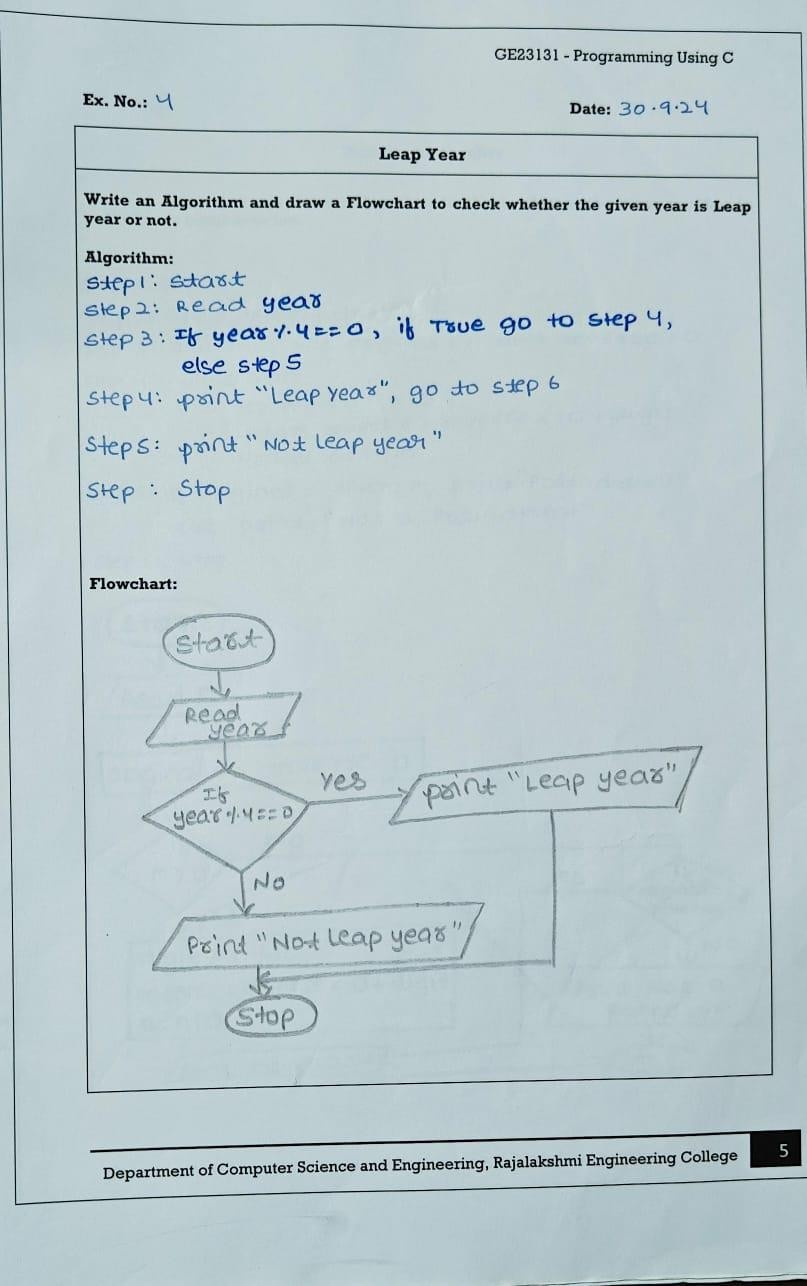 GE23131 - Programming Using C
Ex. No.: 4
Date: 30.9.24
Leap Year
Write an Algorithm and draw a Flowchart to check whether the given year is Leap
year or not.
Algorithm:
Step1: Start
Step2: Read year
Step 3: If year%4==0, if True go to step 4,
else step 5
Step4: print "Leap Year", go to step 6
Step5: print "Not Leap year"
Step : Stop
Flowchart:
Start
Read
year
If
year%4==0
Yes
print "Leap year"
No
Print "Not Leap year"
Stop
Department of Computer Science and Engineering, Rajalakshmi Engineering College
5